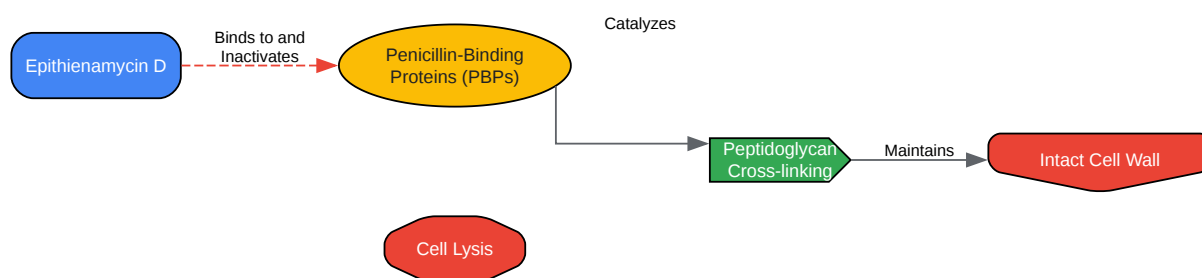 Catalyzes
Binds to and
Inactivates
Epithienamycin D
Penicillin-Binding
Proteins (PBPs)
Peptidoglycan
Cross-linking
Maintains
Intact Cell Wall
Cell Lysis